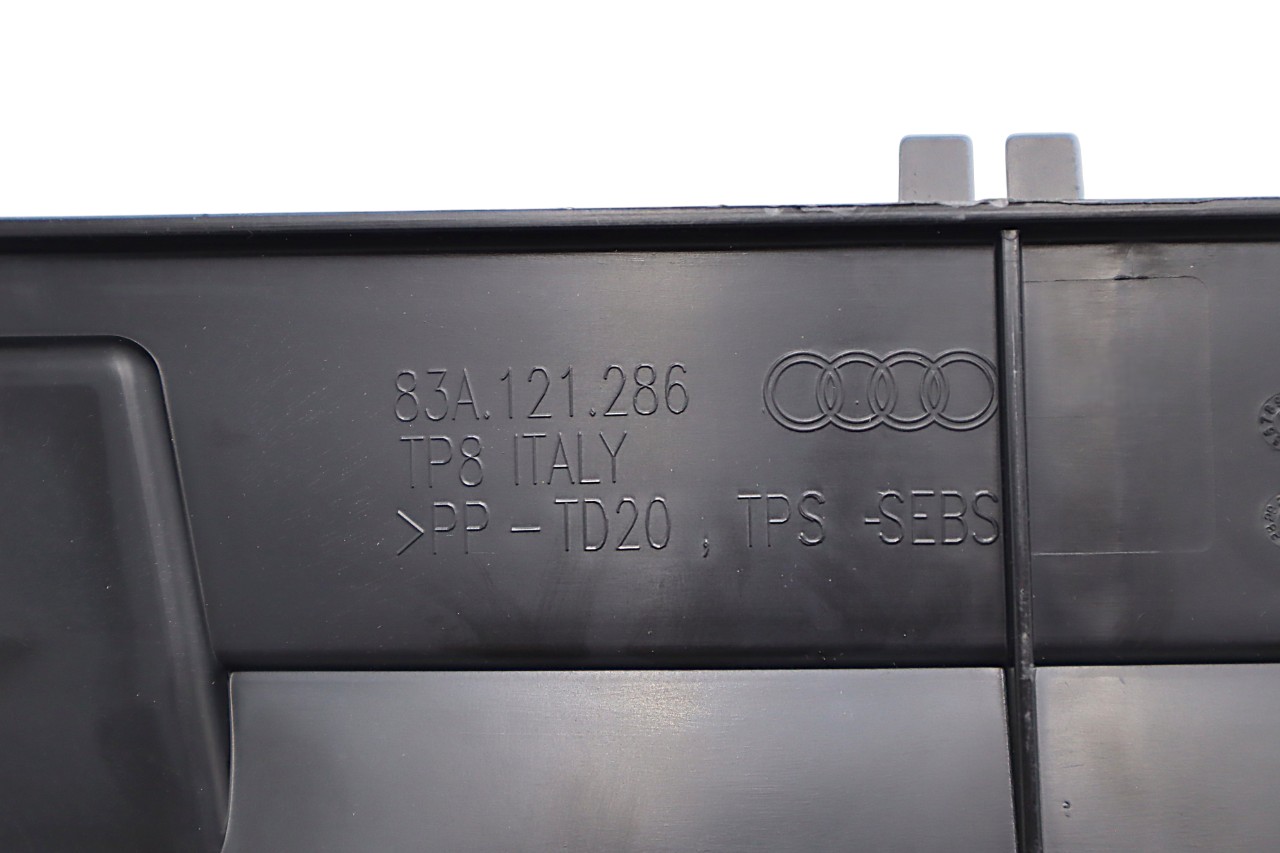 83A.121.286
TP8 ITALY
>PP-TD20, TPS-SEBS